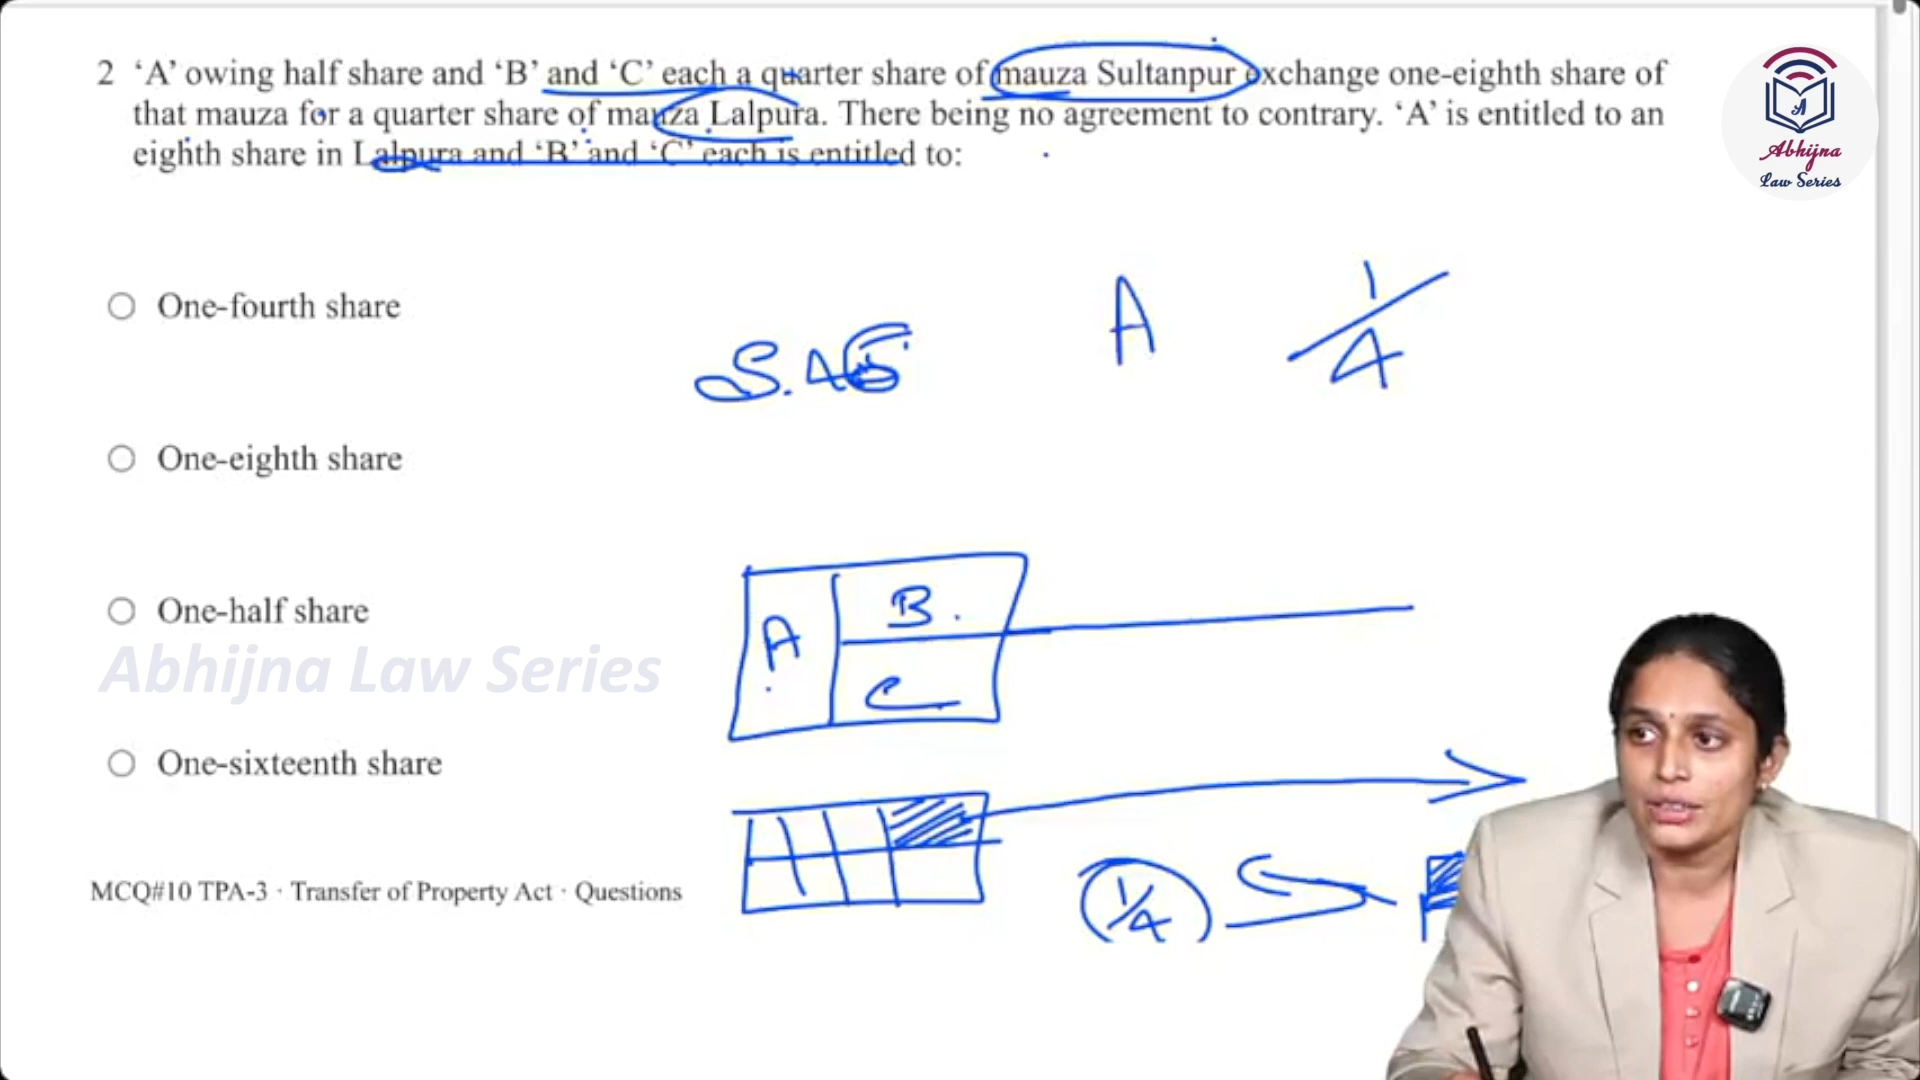 2 ‘A’ owing half share and ‘B’ and ‘C’ each a quarter share of mauza Sultanpur exchange one-eighth share of
that mauza for a quarter share of mauza Lalpura. There being no agreement to contrary. ‘A’ is entitled to an
eighth share in Lalpura and ‘B’ and ‘C’ each is entitled to:
A
Abhijna
Law Series
One-fourth share
A 1/4
S.46
One-eighth share
One-half share
B.
A
C
Abhijna Law Series
One-sixteenth share
MCQ#10 TPA-3 · Transfer of Property Act · Questions
1/4